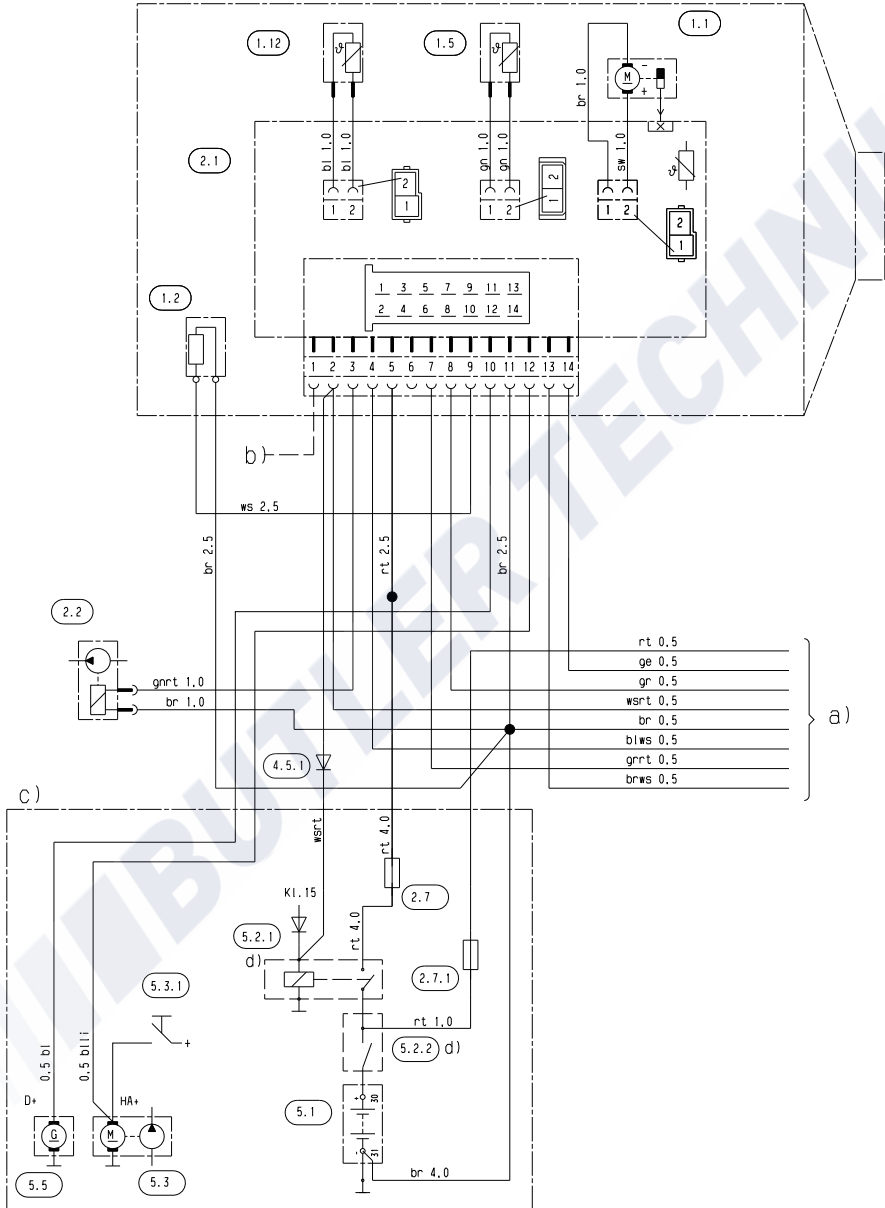 1.12
1.5
1.1
M
-
+
br 1.0
2.1
bl 1.0
bl 1.0
gn 1.0
gn 1.0
sw 1.0
1 2
2
1
1 2
2
1
1 2
2
1
1.2
1 3 5 7 9 11 13
2 4 6 8 10 12 14
1 2 3 4 5 6 7 8 9 10 11 12 13 14
b)
ws 2,5
br 2.5
rt 2.5
br 2.5
2.2
rt 0,5
ge 0,5
gnrt 1,0
gr 0,5
br 1,0
wsrt 0,5
br 0,5
a)
blws 0,5
4.5.1
grrt 0,5
brws 0,5
c)
wsrt
rt 4.0
Kl.15
2.7
5.2.1
rt 4.0
d)
2.7.1
5.3.1
+
rt 1,0
0,5 bl
0,5 blli
5.2.2 d)
D+
HA+
5.1
+ 30
G
M
- 31
br 4,0
5.5
5.3
BUTLER TECHNI